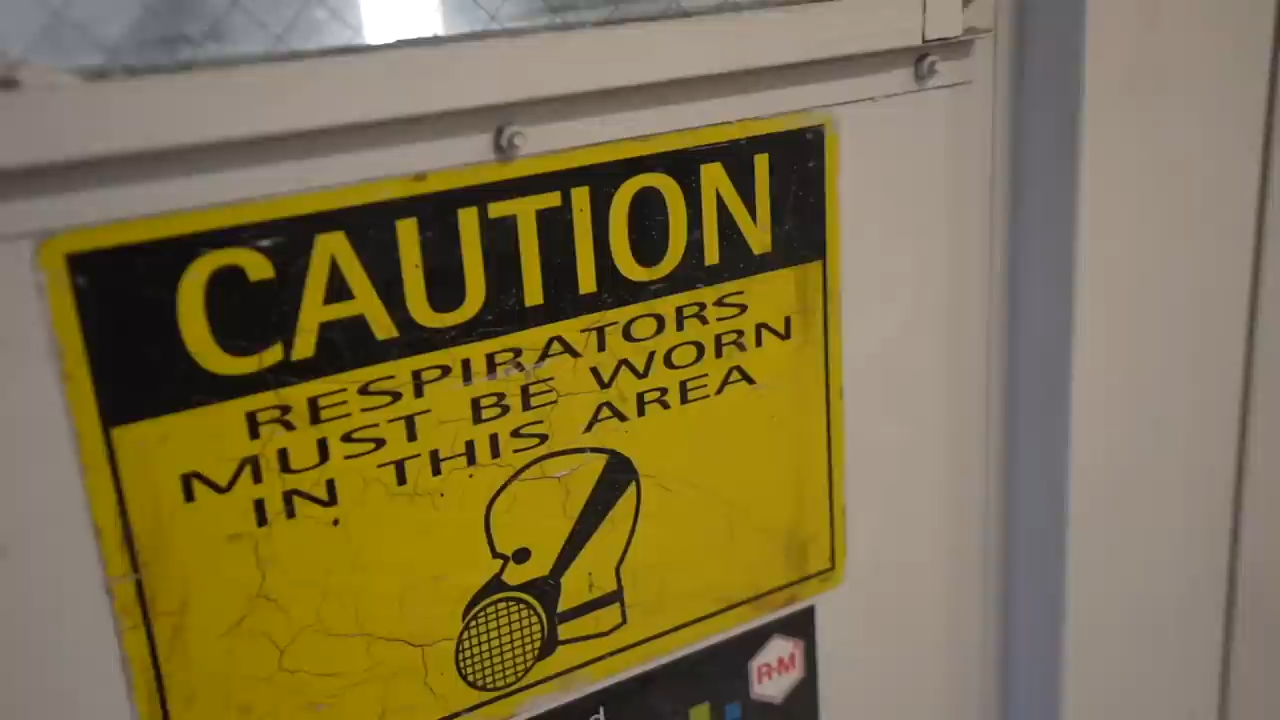 CAUTION
RESPIRATORS
MUST BE WORN
IN THIS AREA
R-M